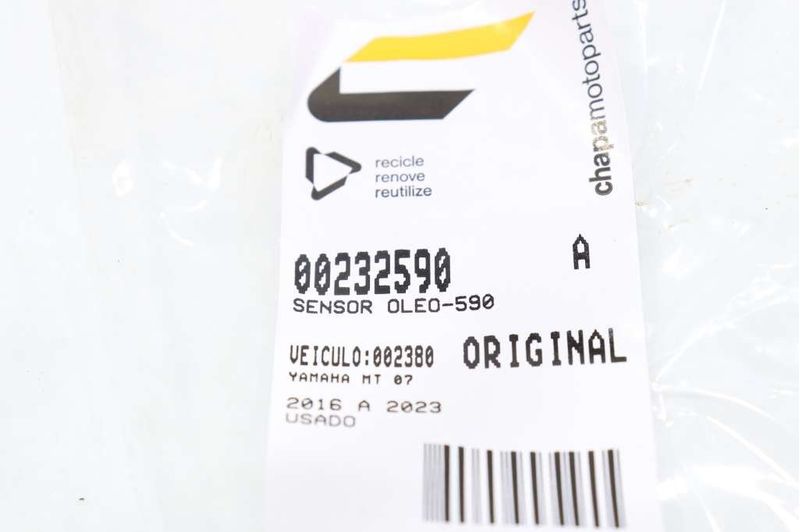 chapamotoparts
recicle
renove
reutilize
00232590
A
SENSOR OLEO-590
VEICULO:002380
ORIGINAL
YAMAHA MT 07
2016 A 2023
USADO